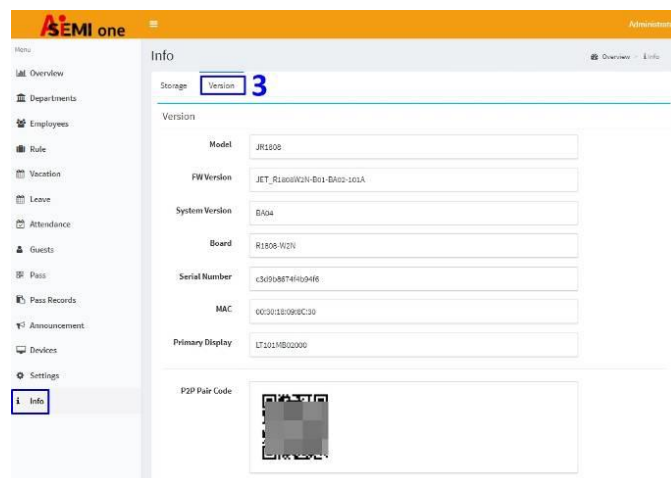 ASEMI one
Administrator
Menu
Overview
Departments
Employees
Rule
Vacation
Leave
Attendance
Guests
Pass
Pass Records
Announcement
Devices
Settings
i Info
Info
Overview - Info
Storage
Version
3
Version
Model
JR1808
FW Version
JET_R1808W2N-B01-BA02-101A
System Version
BA04
Board
R1808-W2N
Serial Number
MAC
00:30:18:09:8C:30
Primary Display
LT101MB02000
P2P Pair Code